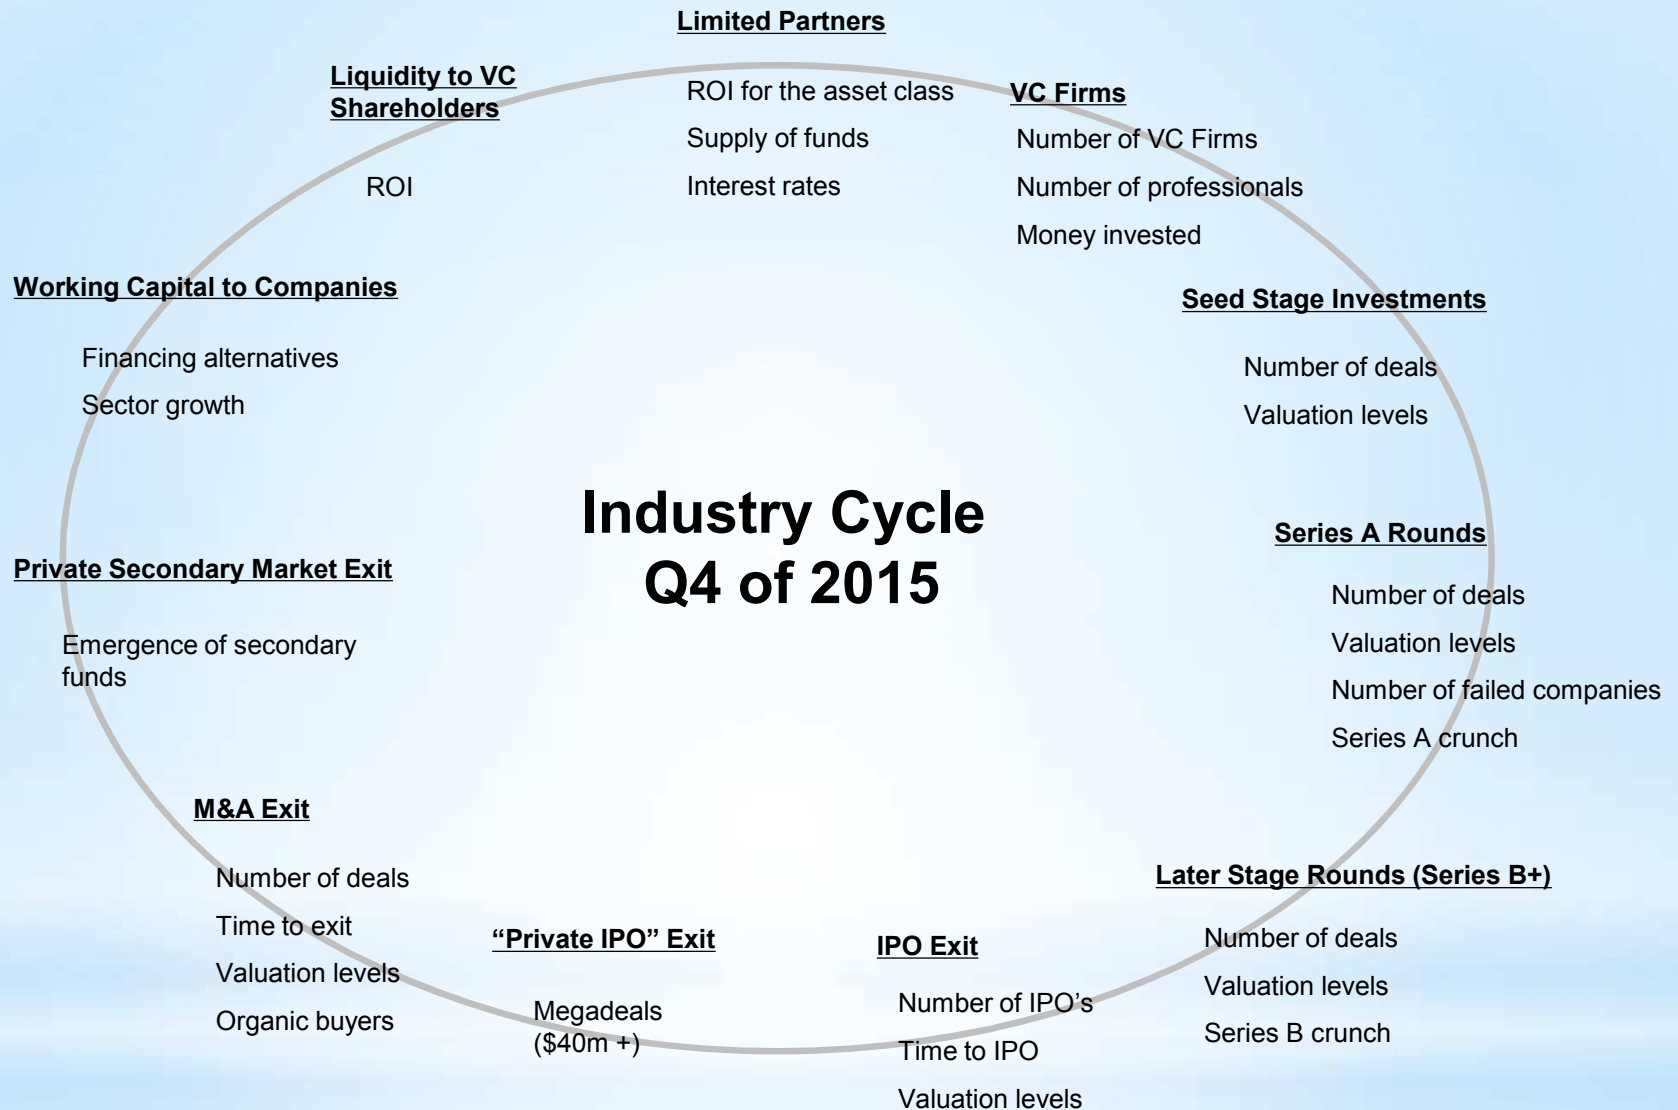 Limited Partners
ROI for the asset class
Supply of funds
Interest rates
VC Firms
Number of VC Firms
Number of professionals
Money invested
Seed Stage Investments
Number of deals
Valuation levels
Series A Rounds
Number of deals
Valuation levels
Number of failed companies
Series A crunch
Later Stage Rounds (Series B+)
Number of deals
Valuation levels
Series B crunch
IPO Exit
Number of IPO’s
Time to IPO
Valuation levels
“Private IPO” Exit
Megadeals
($40m +)
M&A Exit
Number of deals
Time to exit
Valuation levels
Organic buyers
Private Secondary Market Exit
Emergence of secondary
funds
Working Capital to Companies
Financing alternatives
Sector growth
Liquidity to VC
Shareholders
ROI
Industry Cycle
Q4 of 2015